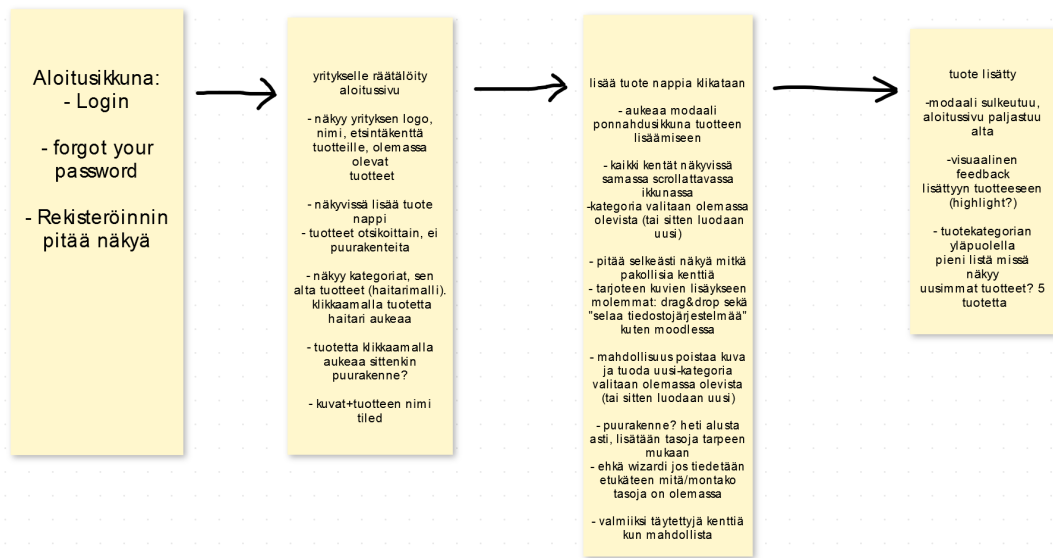 Aloitusikkuna:
- Login
- forgot your
password
- Rekisteröinnin
pitää näkyä
yritykselle räätälöity
aloitussivu
- näkyy yrityksen logo,
nimi, etsintäkenttä
tuotteille, olemassa
olevat
tuotteet
- näkyvissä lisää tuote
nappi
- tuotteet otsikoittain, ei
puurakenteita
- näkyy kategoriat, sen
alta tuotteet (haitarimalli).
klikkaamalla tuotetta
haitari aukeaa
- tuotetta klikkaamalla
aukeaa sittenkin
puurakenne?
- kuvat+tuotteen nimi
tiled
lisää tuote nappia klikataan
- aukeaa modaali
ponnahdusikkuna tuotteen
lisäämiseen
- kaikki kentät näkyvissä
samassa scrollattavassa
ikkunassa
-kategoria valitaan olemassa
olevista (tai sitten luodaan
uusi)
- pitää selkeästi näkyä mitkä
pakollisia kenttiä
- tarjoteen kuvien lisäykseen
molemmat: drag&drop sekä
"selaa tiedostojärjestelmää"
kuten moodlessa
- mahdollisuus poistaa kuva
ja tuoda uusi-kategoria
valitaan olemassa olevista
(tai sitten luodaan uusi)
- puurakenne? heti alusta
asti, lisätään tasoja tarpeen
mukaan
- ehkä wizardi jos tiedetään
etukäteen mitä/montako
tasoja on olemassa
- valmiiksi täytettyjä kenttiä
kun mahdollista
tuote lisätty
-modaali sulkeutuu,
aloitussivu paljastuu
alta
-visuaalinen
feedback
lisättyyn tuotteeseen
(highlight?)
- tuotekategorian
yläpuolella
pieni listä missä
näkyy
uusimmat tuotteet? 5
tuotetta